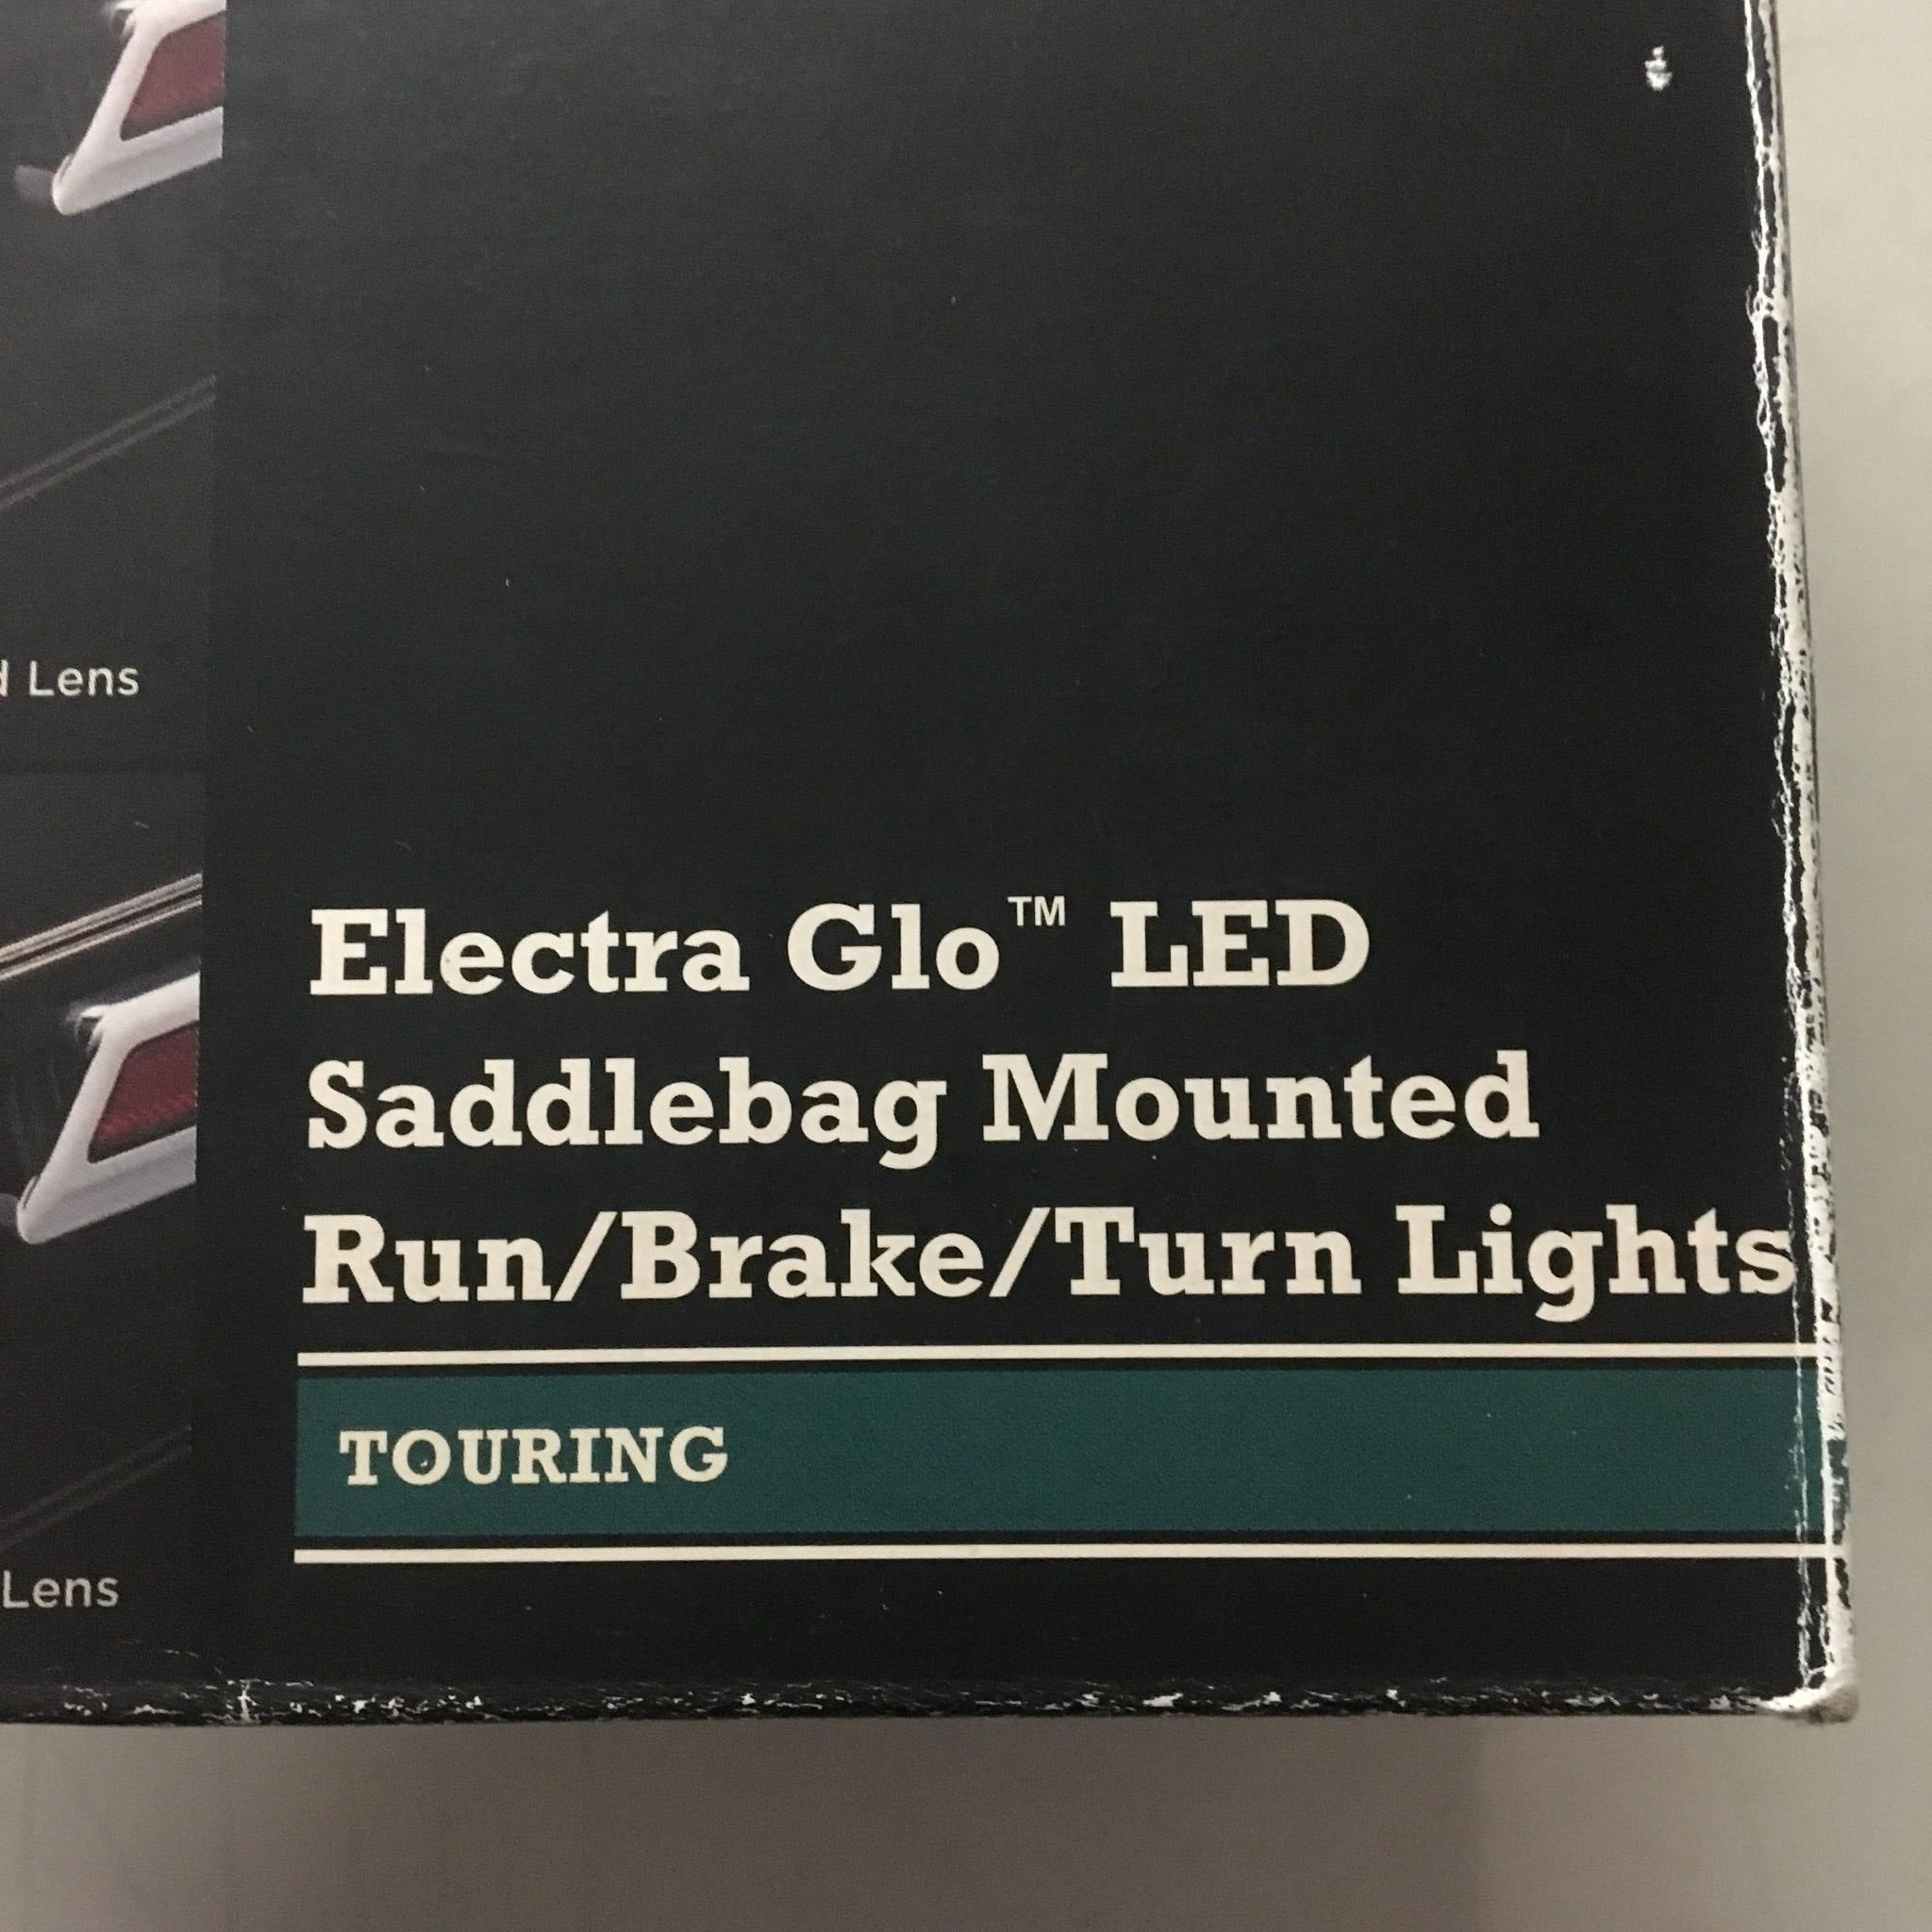 Lens
Electra Glo™ LED
Saddlebag Mounted
Run/Brake/Turn Lights
TOURING
Lens